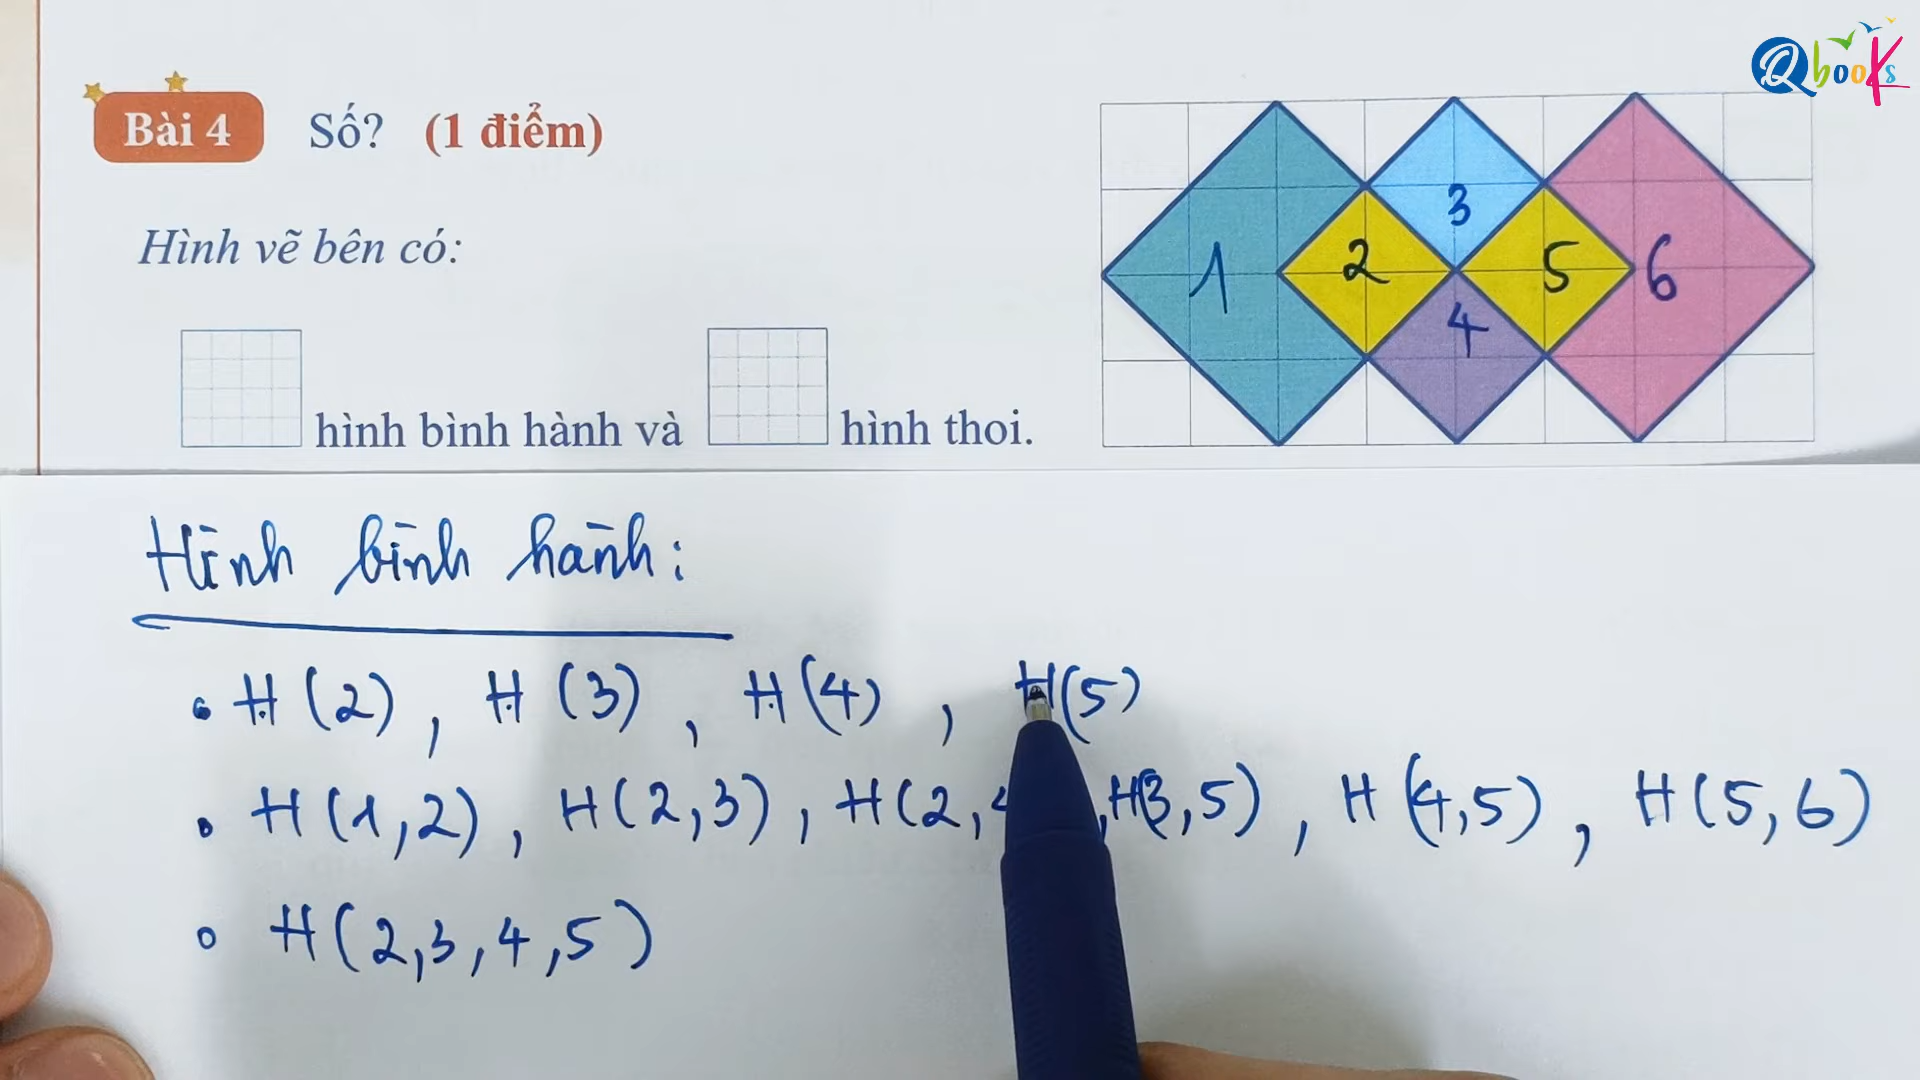 Qbooks
Bài 4 Số? (1 điểm)
Hình vẽ bên có:
hình bình hành và hình thoi.
1 2 3 4 5 6
Hình bình hành:
• H (2), H (3), H (4), H(5)
• H (1,2), H(2,3), H(2, , H(3,5), H (4,5), H(5,6)
• H(2,3,4,5)